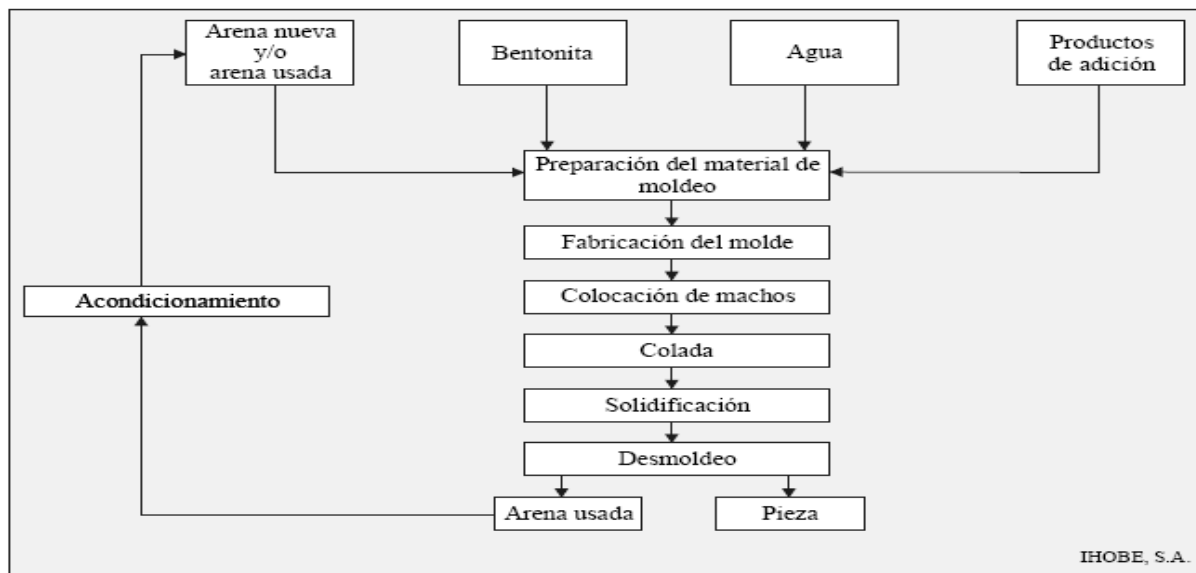 Arena nueva
y/o
arena usada
Bentonita
Agua
Productos
de adición
Preparación del material de
moldeo
Fabricación del molde
Colocación de machos
Acondicionamiento
Colada
Solidificación
Desmoldeo
Arena usada
Pieza
IHOBE, S.A.